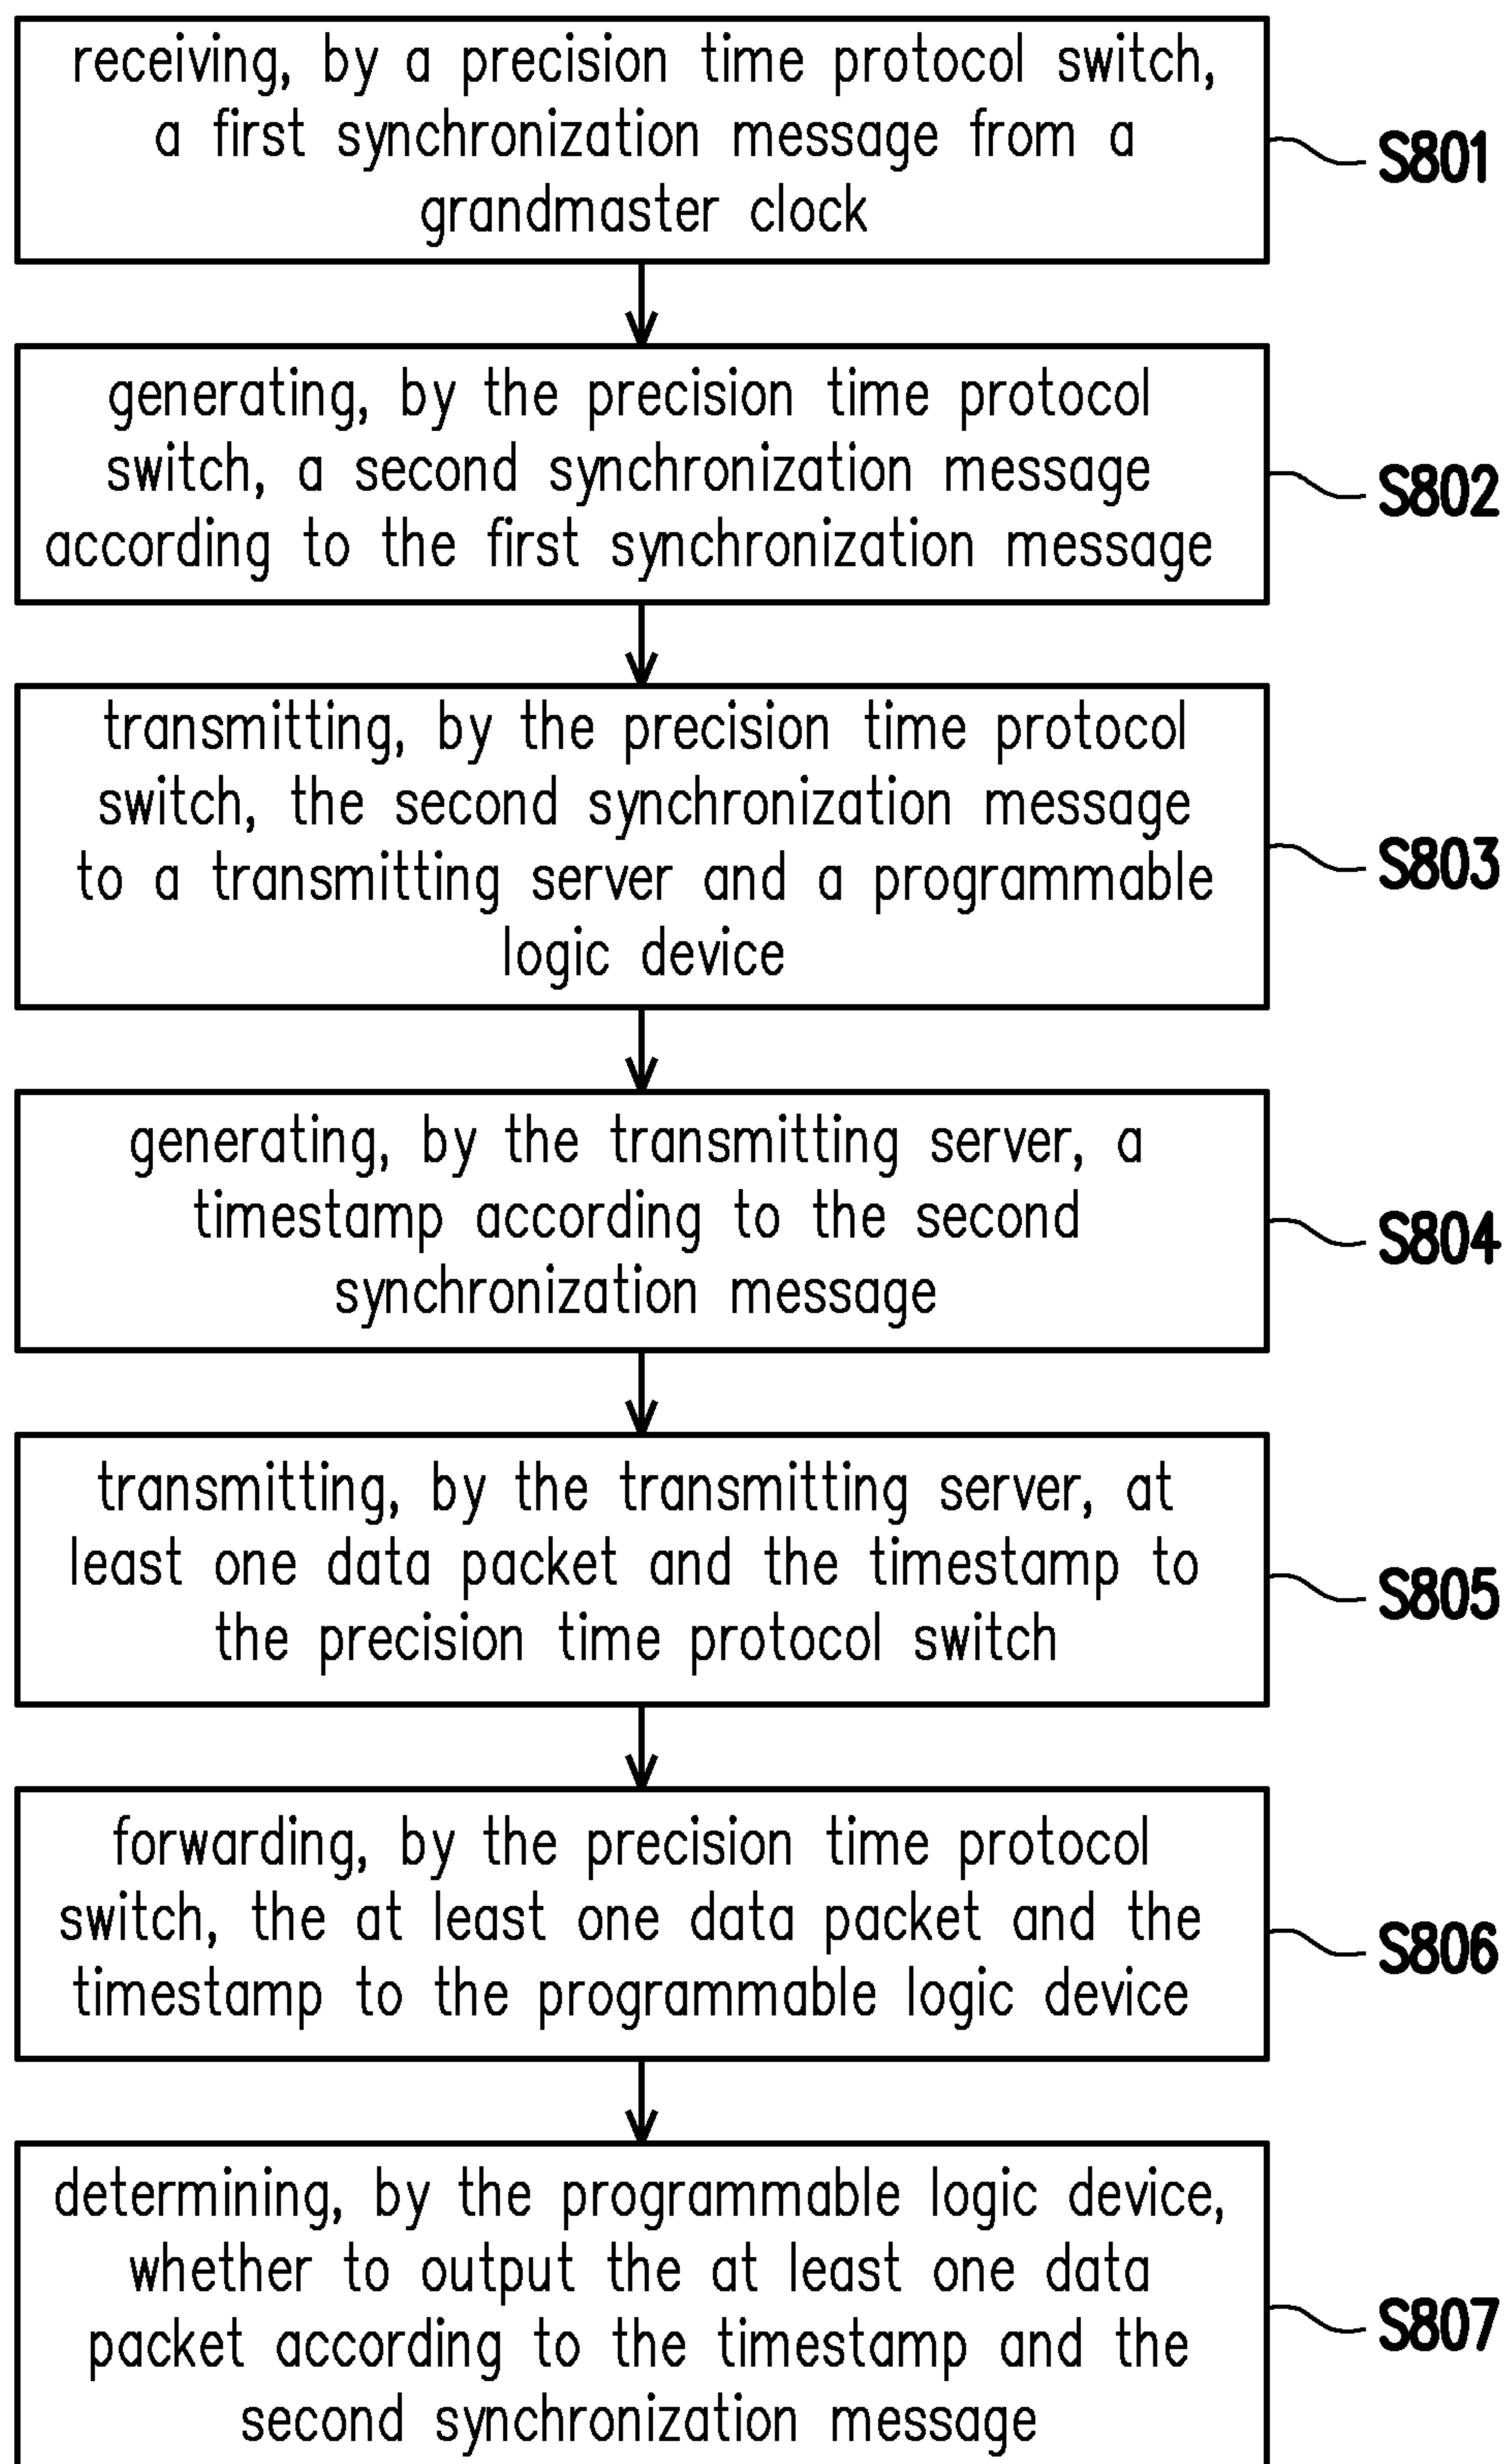 receiving, by a precision time protocol switch,
a first synchronization message from a
grandmaster clock
S801
generating, by the precision time protocol
switch, a second synchronization message
according to the first synchronization message
S802
transmitting, by the precision time protocol
switch, the second synchronization message
to a transmitting server and a programmable
logic device
S803
generating, by the transmitting server, a
timestamp according to the second
synchronization message
S804
transmitting, by the transmitting server, at
least one data packet and the timestamp to
the precision time protocol switch
S805
forwarding, by the precision time protocol
switch, the at least one data packet and the
timestamp to the programmable logic device
S806
determining, by the programmable logic device,
whether to output the at least one data
packet according to the timestamp and the
second synchronization message
S807